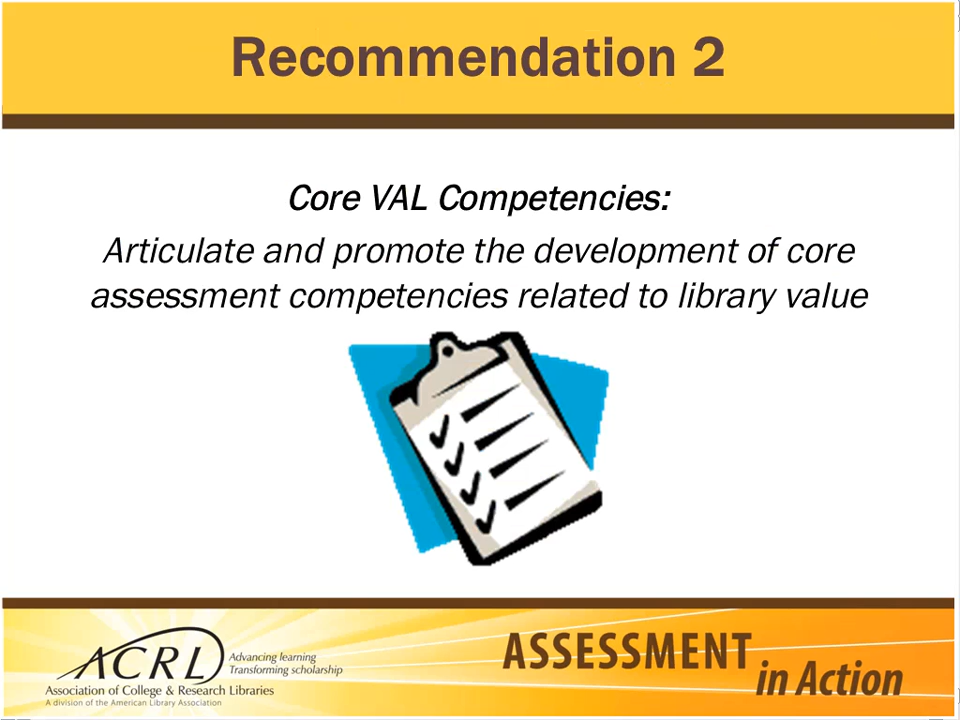 Recommendation 2
Core VAL Competencies:
Articulate and promote the development of core
assessment competencies related to library value
ACRL
Advancing learning
Transforming scholarship
Association of College & Research Libraries
A division of the American Library Association
ASSESSMENT
in Action